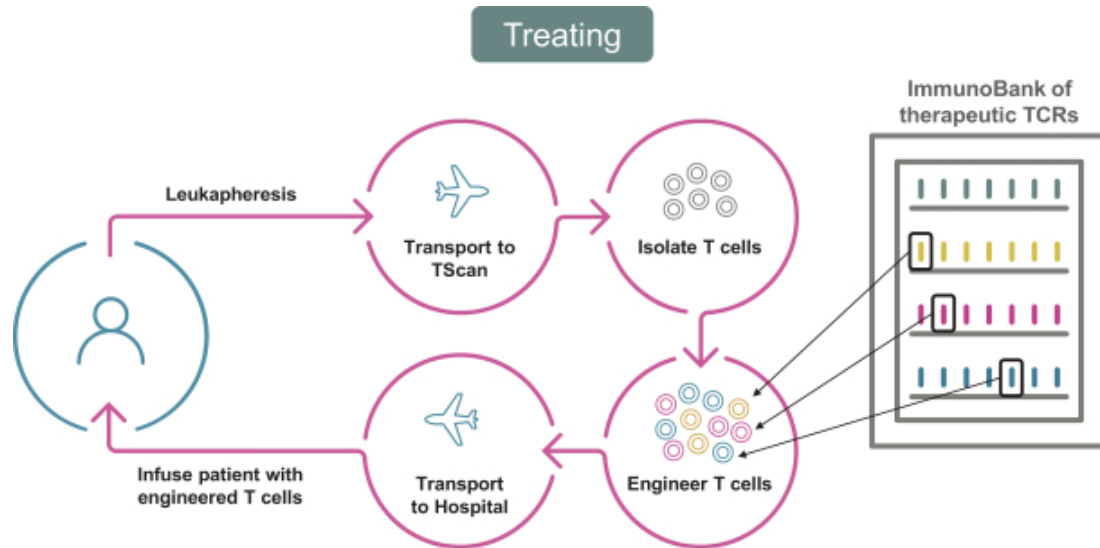 Treating
ImmunoBank of
therapeutic TCRs
Leukapheresis
Transport to
TScan
Isolate T cells
Infuse patient with
engineered T cells
Transport
to Hospital
Engineer T cells